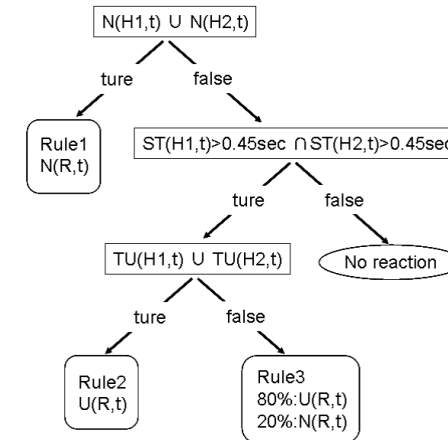 N(H1,t) ∪ N(H2,t)
ture
false
Rule1
N(R,t)
ST(H1,t)>0.45sec ∩ST(H2,t)>0.45sec
ture
false
TU(H1,t) ∪ TU(H2,t)
No reaction
ture
false
Rule2
U(R,t)
Rule3
80%:U(R,t)
20%:N(R,t)